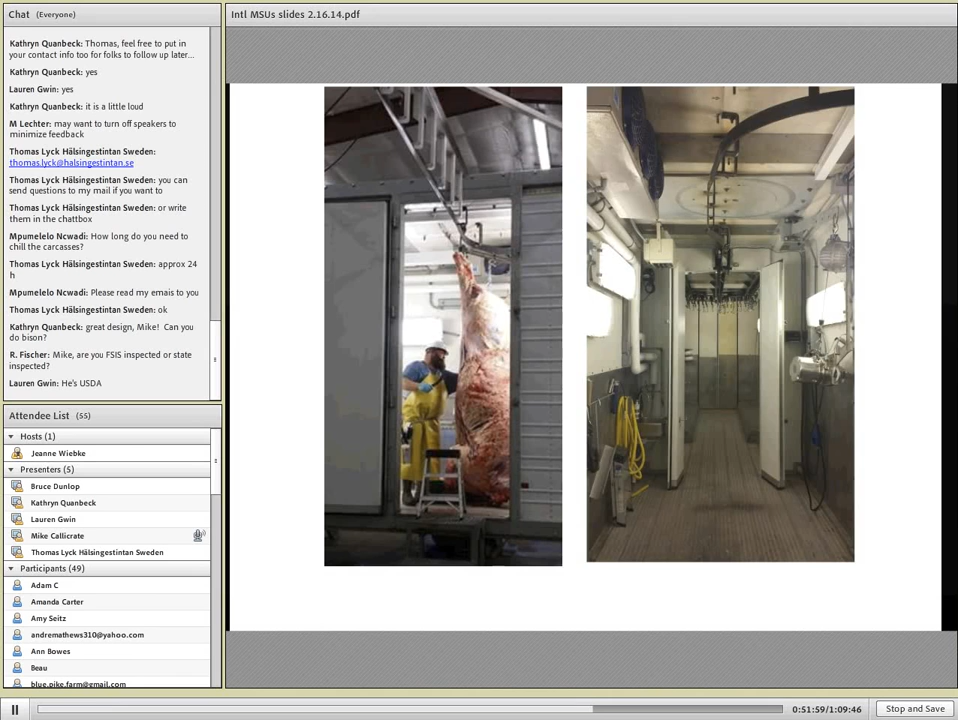 Chat (Everyone)
Kathryn Quanbeck: Thomas, feel free to put in
your contact info too for folks to follow up later...
Kathryn Quanbeck: yes
Lauren Gwin: yes
Kathryn Quanbeck: it is a little loud
M Lechter: may want to turn off speakers to
minimize feedback
Thomas Lyck Hälsingestintan Sweden:
thomas.lyck@halsingestintan.se
Thomas Lyck Hälsingestintan Sweden: you can
send questions to my mail if you want to
Thomas Lyck Hälsingestintan Sweden: or write
them in the chattbox
Mpumelelo Ncwadi: How long do you need to
chill the carcasses?
Thomas Lyck Hälsingestintan Sweden: approx 24
h
Mpumelelo Ncwadi: Please read my emais to you
Thomas Lyck Hälsingestintan Sweden: ok
Kathryn Quanbeck: great design, Mike! Can you
do bison?
R. Fischer: Mike, are you FSIS inspected or state
inspected?
Lauren Gwin: He's USDA
Attendee List (55)
Hosts (1)
Jeanne Wiebke
Presenters (5)
Bruce Dunlop
Kathryn Quanbeck
Lauren Gwin
Mike Callicrate
Thomas Lyck Hälsingestintan Sweden
Participants (49)
Adam C
Amanda Carter
Amy Seitz
andremathews310@yahoo.com
Ann Bowes
Beau
blue.pike.farm@gmail.com
Intl MSUs slides 2.16.14.pdf
0:51:59/1:09:46
Stop and Save